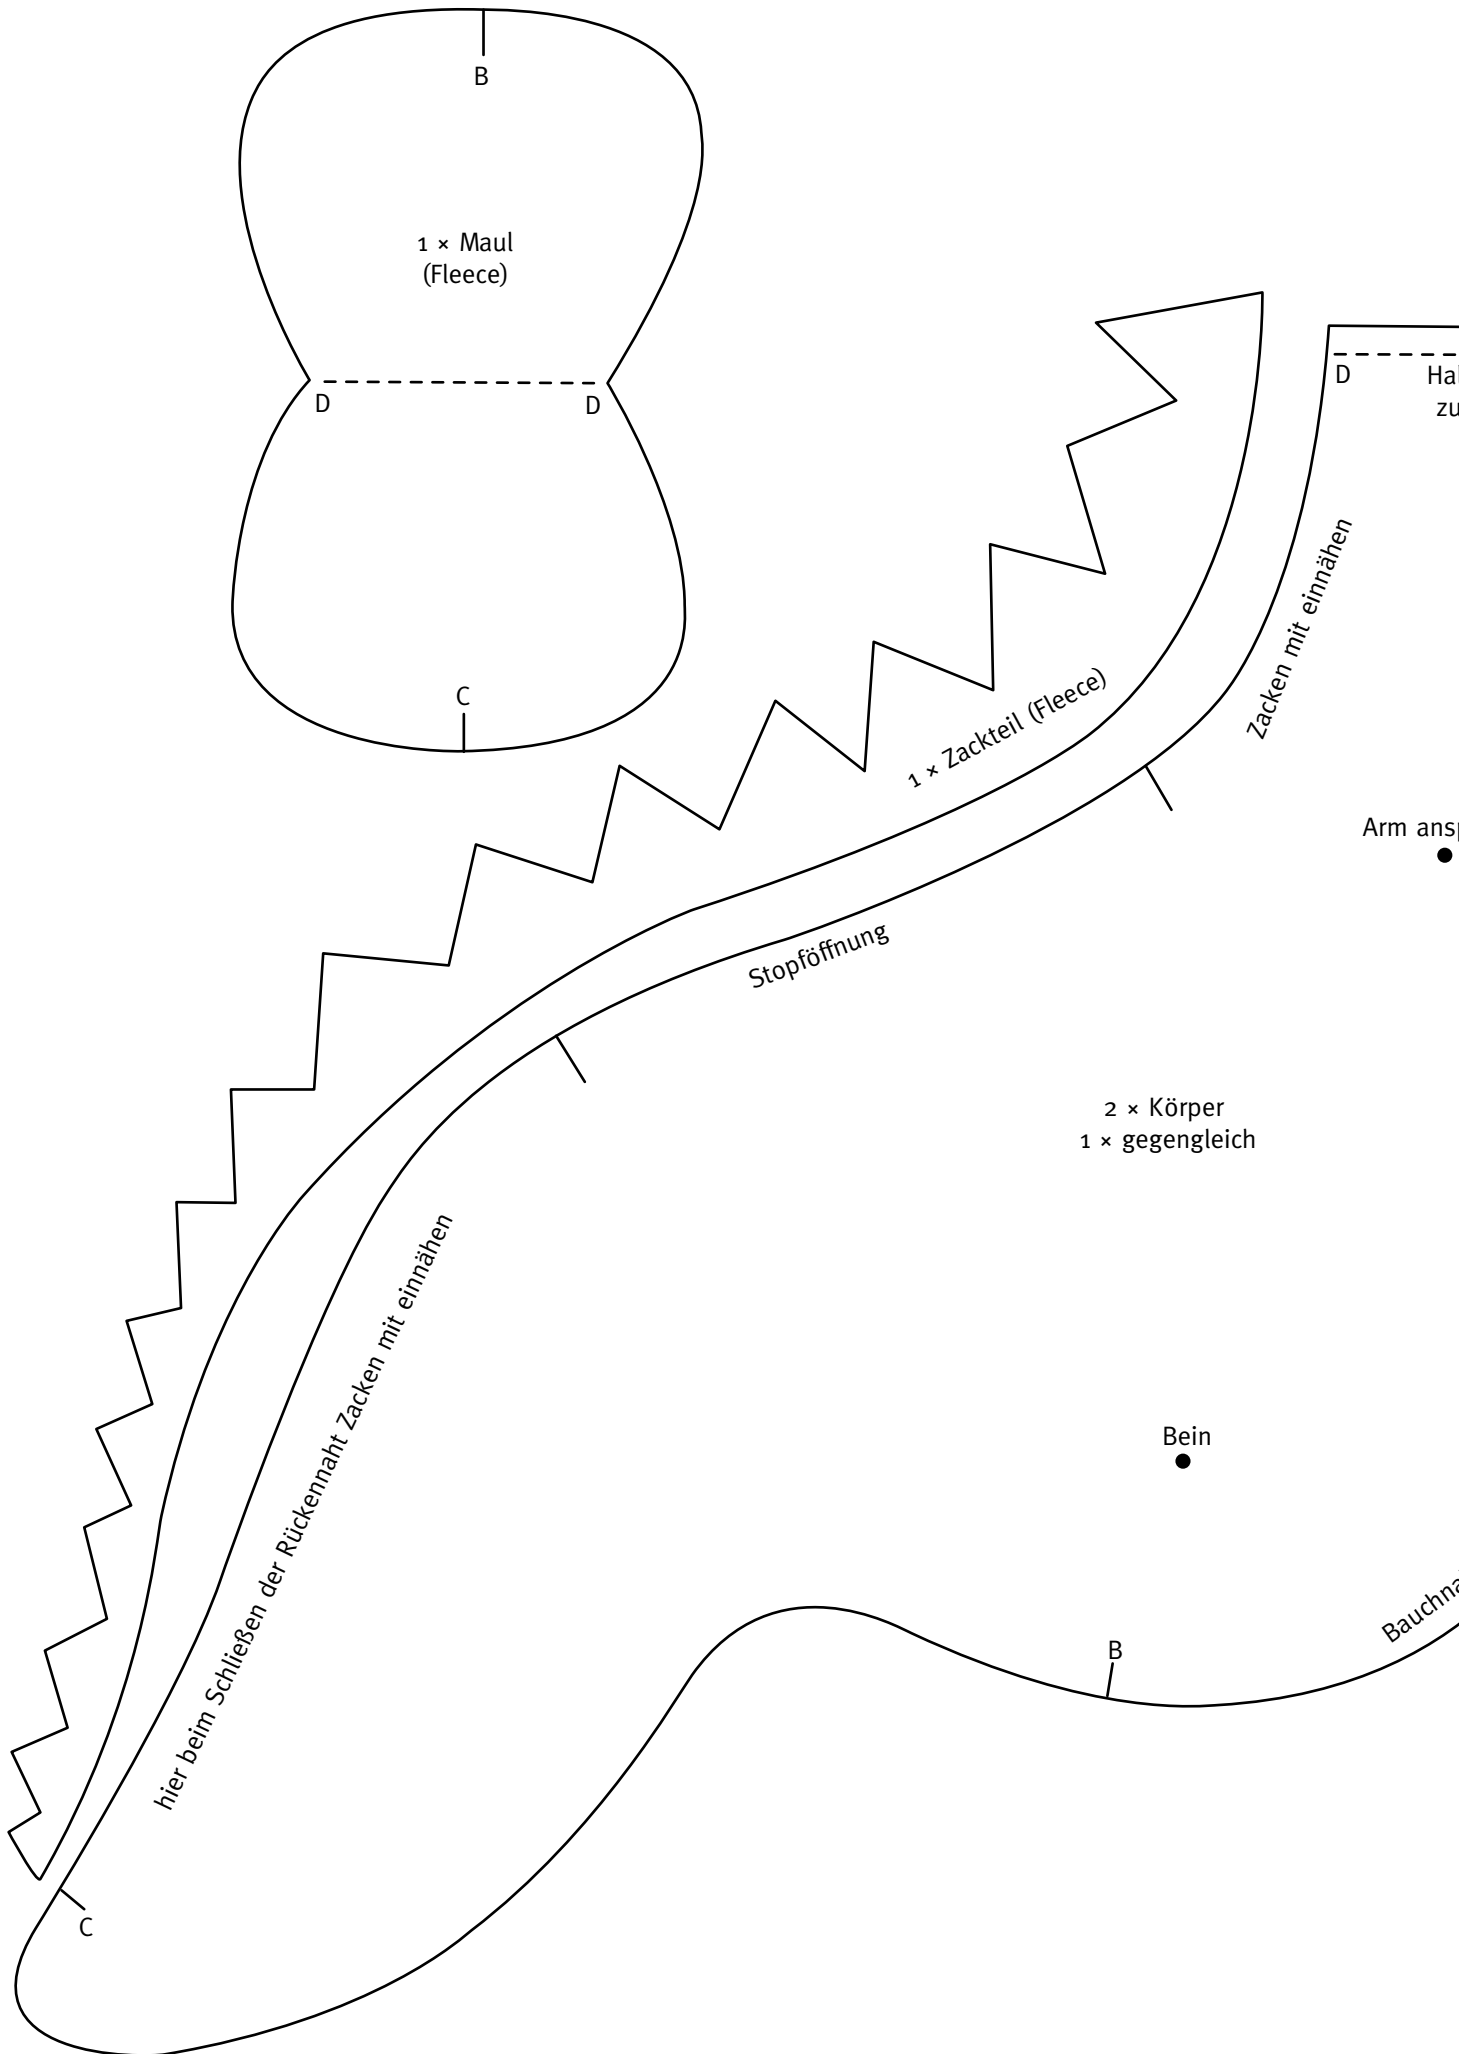 B
1 × Maul
(Fleece)
D
D
D
C
Zacken mit einnähen
1 × Zackteil (Fleece)
Arm
Stopföffnung
2 × Körper
1 × gegengleich
hier beim Schließen der Rückennaht Zacken mit einnähen
Bein
B
C